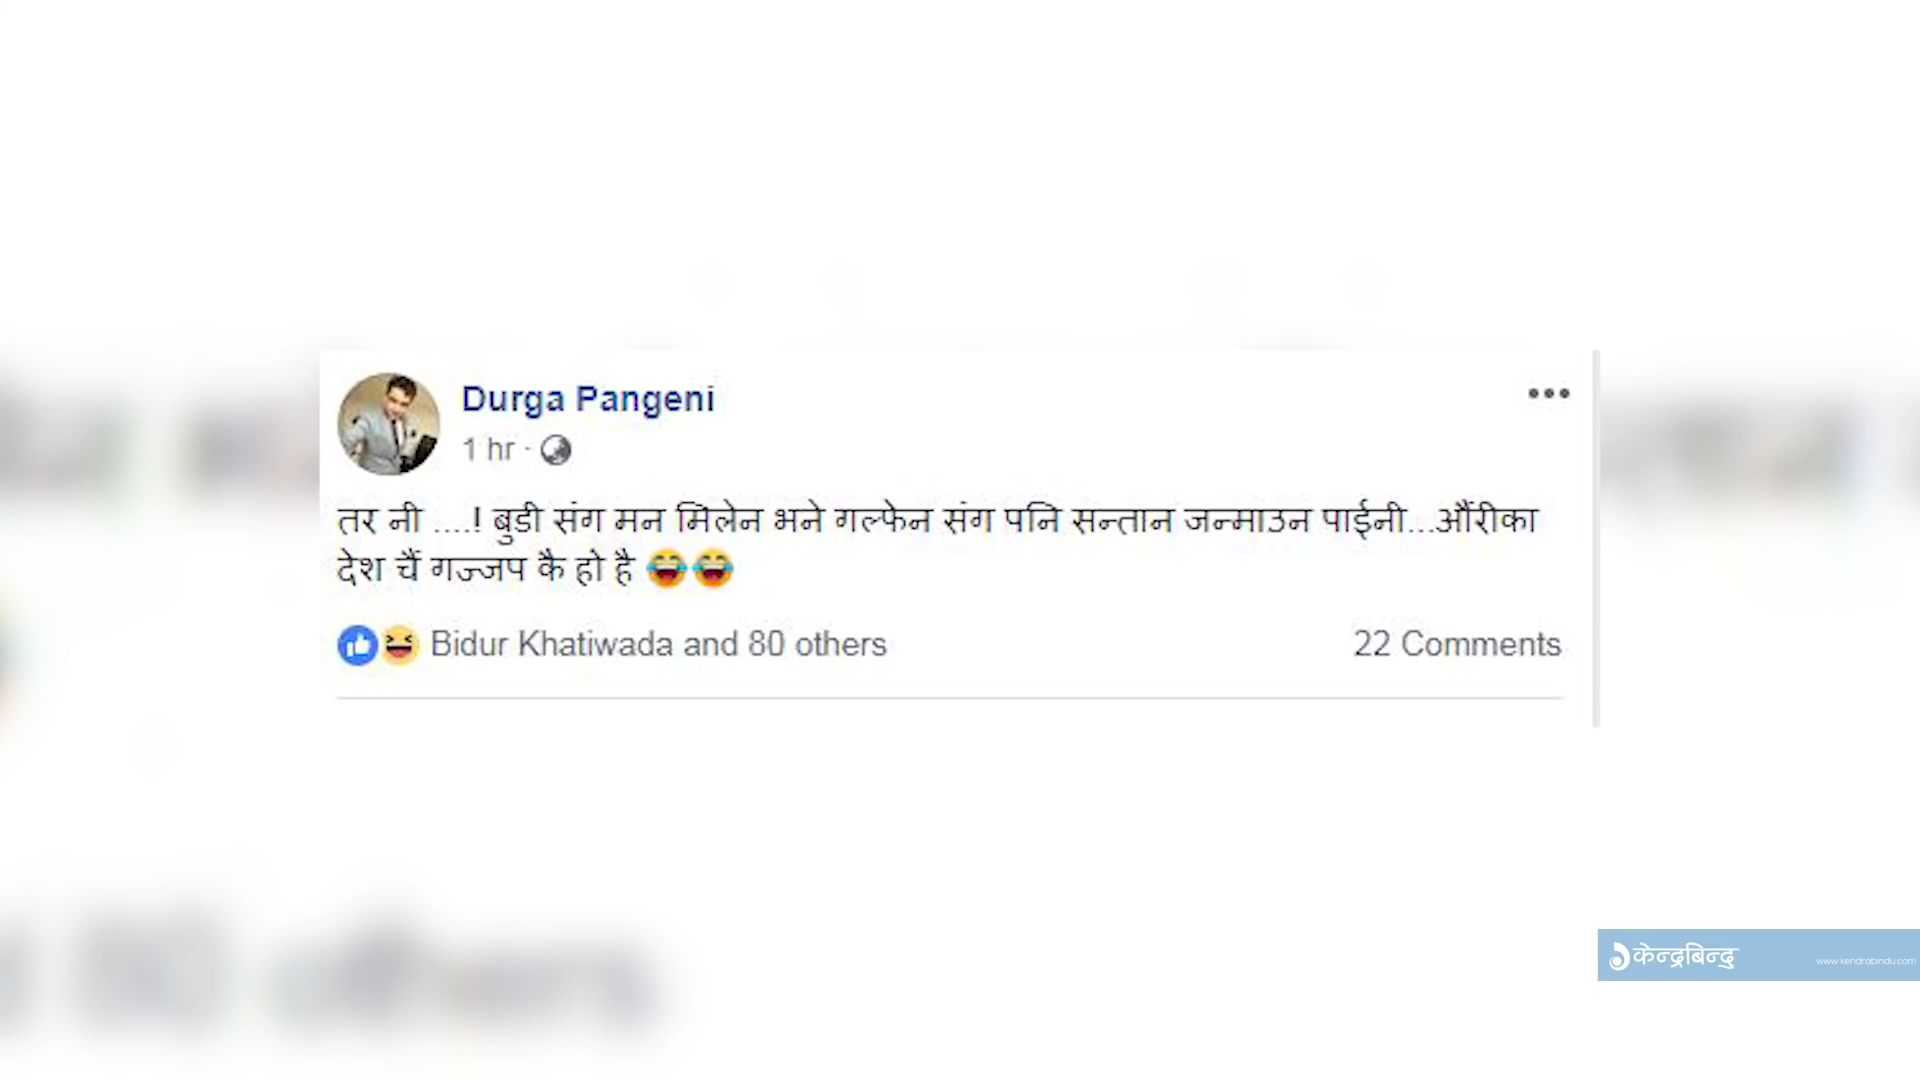 Durga Pangeni
1 hr ·
तर नी ....! बुडी संग मन मिलेन भने गल्फेन संग पनि सन्तान जन्माउन पाईनी...औंरीका
देश चैं गज्जप कै हो है 😂😂
Bidur Khatiwada and 80 others
22 Comments
केन्द्रबिन्दु
www.kendrabindu.com